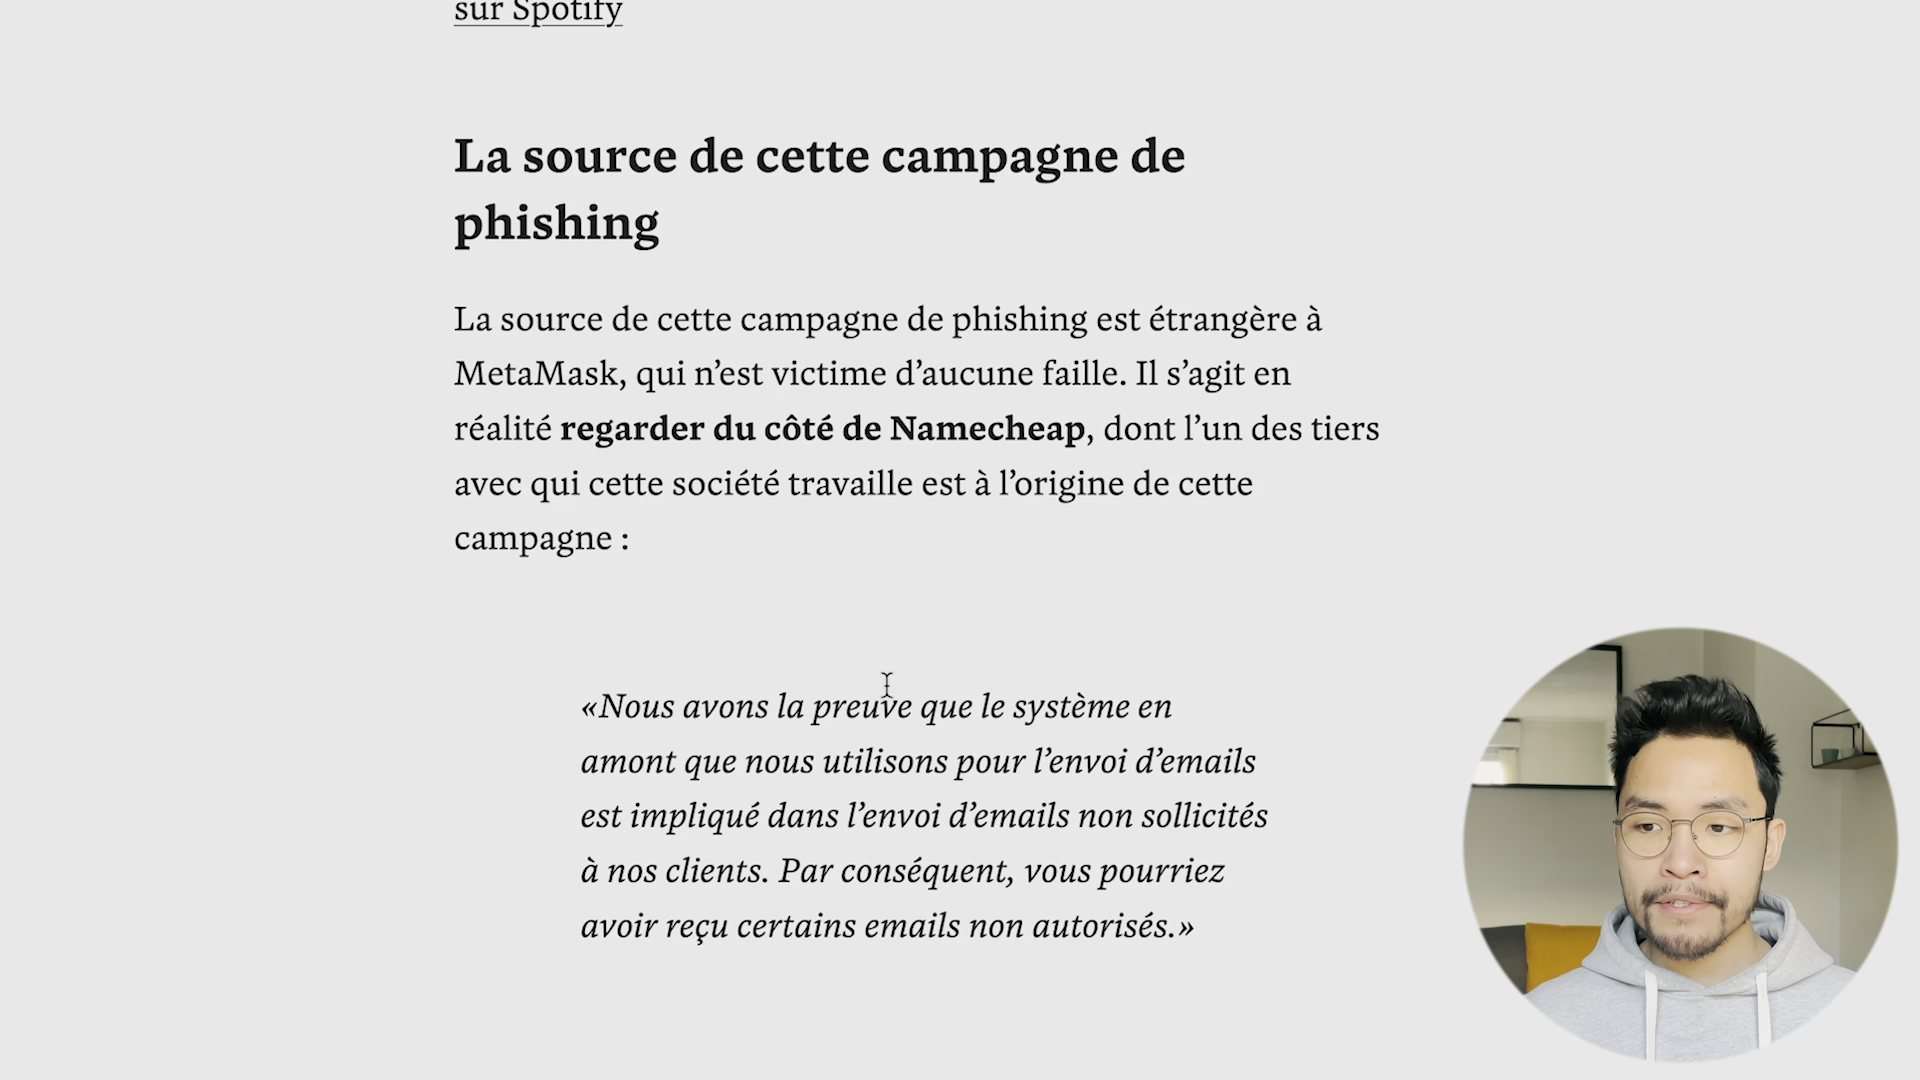 sur Spotify
La source de cette campagne de
phishing
La source de cette campagne de phishing est étrangère à
MetaMask, qui n’est victime d’aucune faille. Il s’agit en
réalité regarder du côté de Namecheap, dont l’un des tiers
avec qui cette société travaille est à l’origine de cette
campagne :
«Nous avons la preuve que le système en
amont que nous utilisons pour l’envoi d’emails
est impliqué dans l’envoi d’emails non sollicités
à nos clients. Par conséquent, vous pourriez
avoir reçu certains emails non autorisés.»